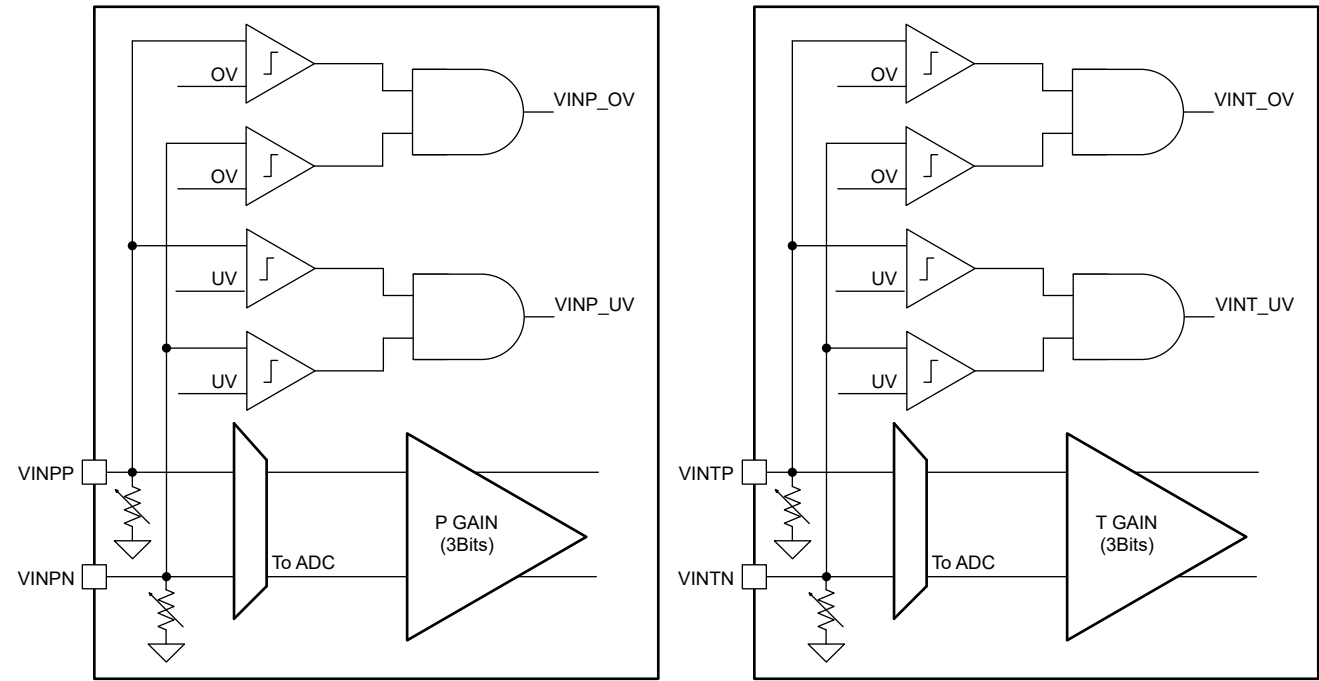 OV
VINP_OV
OV
UV
VINP_UV
UV
VINPP
P GAIN
(3Bits)
To ADC
VINPN
OV
VINT_OV
OV
UV
VINT_UV
UV
VINTP
T GAIN
(3Bits)
To ADC
VINTN